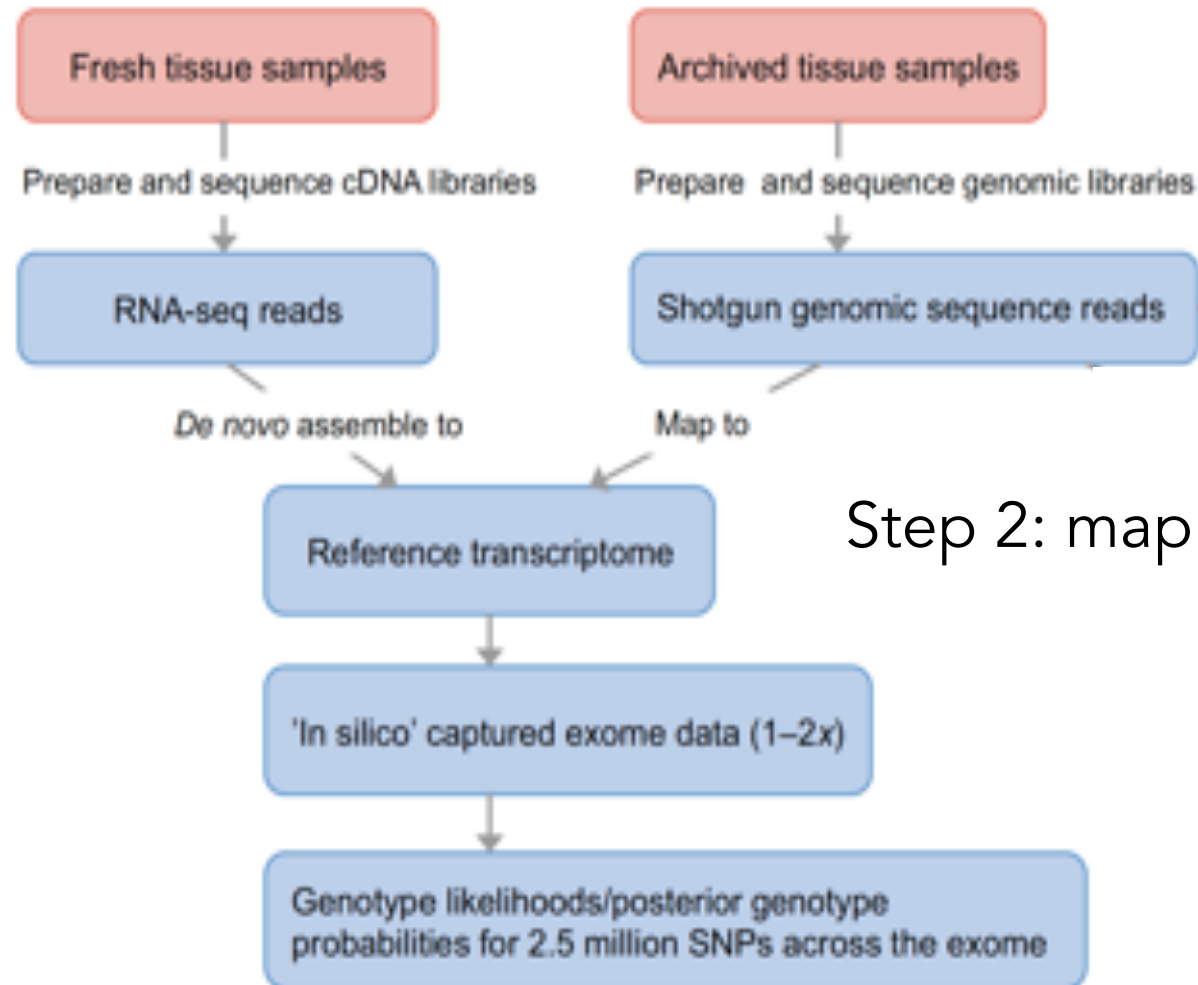 Fresh tissue samples
Archived tissue samples
Prepare and sequence cDNA libraries
Prepare and sequence genomic libraries
RNA-seq reads
Shotgun genomic sequence reads
De novo assemble to
Map to
Reference transcriptome
Step 2: map
'In silico' captured exome data (1–2x)
Genotype likelihoods/posterior genotype
probabilities for 2.5 million SNPs across the exome